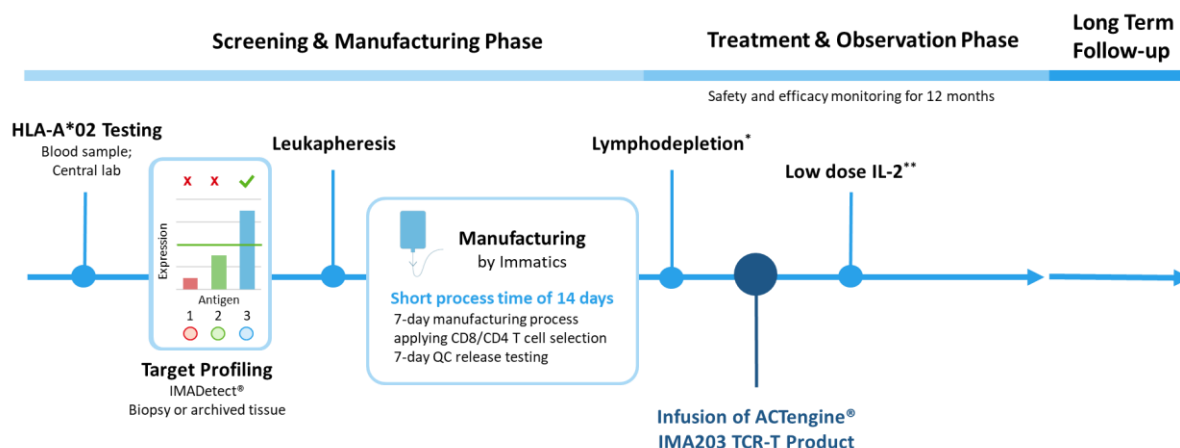 Screening & Manufacturing Phase
Treatment & Observation Phase
Long Term
Follow-up
Safety and efficacy monitoring for 12 months
HLA-A*02 Testing
Blood sample;
Central lab
X X ✓
Expression
Antigen
1 2 3
Target Profiling
IMADetect®
Biopsy or archived tissue
Leukapheresis
Manufacturing
by Immatics
Short process time of 14 days
7-day manufacturing process
applying CD8/CD4 T cell selection
7-day QC release testing
Lymphodepletion*
Infusion of ACTengine®
IMA203 TCR-T Product
Low dose IL-2**